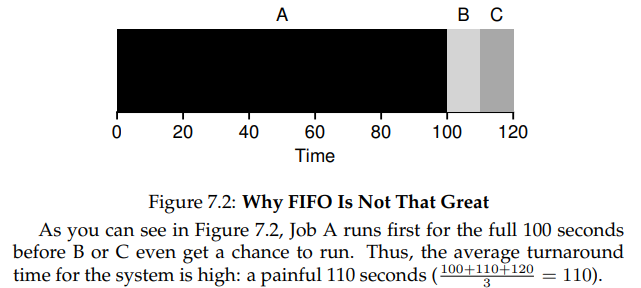 A B C
0 20 40 60 80 100 120
Time
Figure 7.2: Why FIFO Is Not That Great
As you can see in Figure 7.2, Job A runs first for the full 100 seconds
before B or C even get a chance to run. Thus, the average turnaround
time for the system is high: a painful 110 seconds (100+110+120/3 = 110).